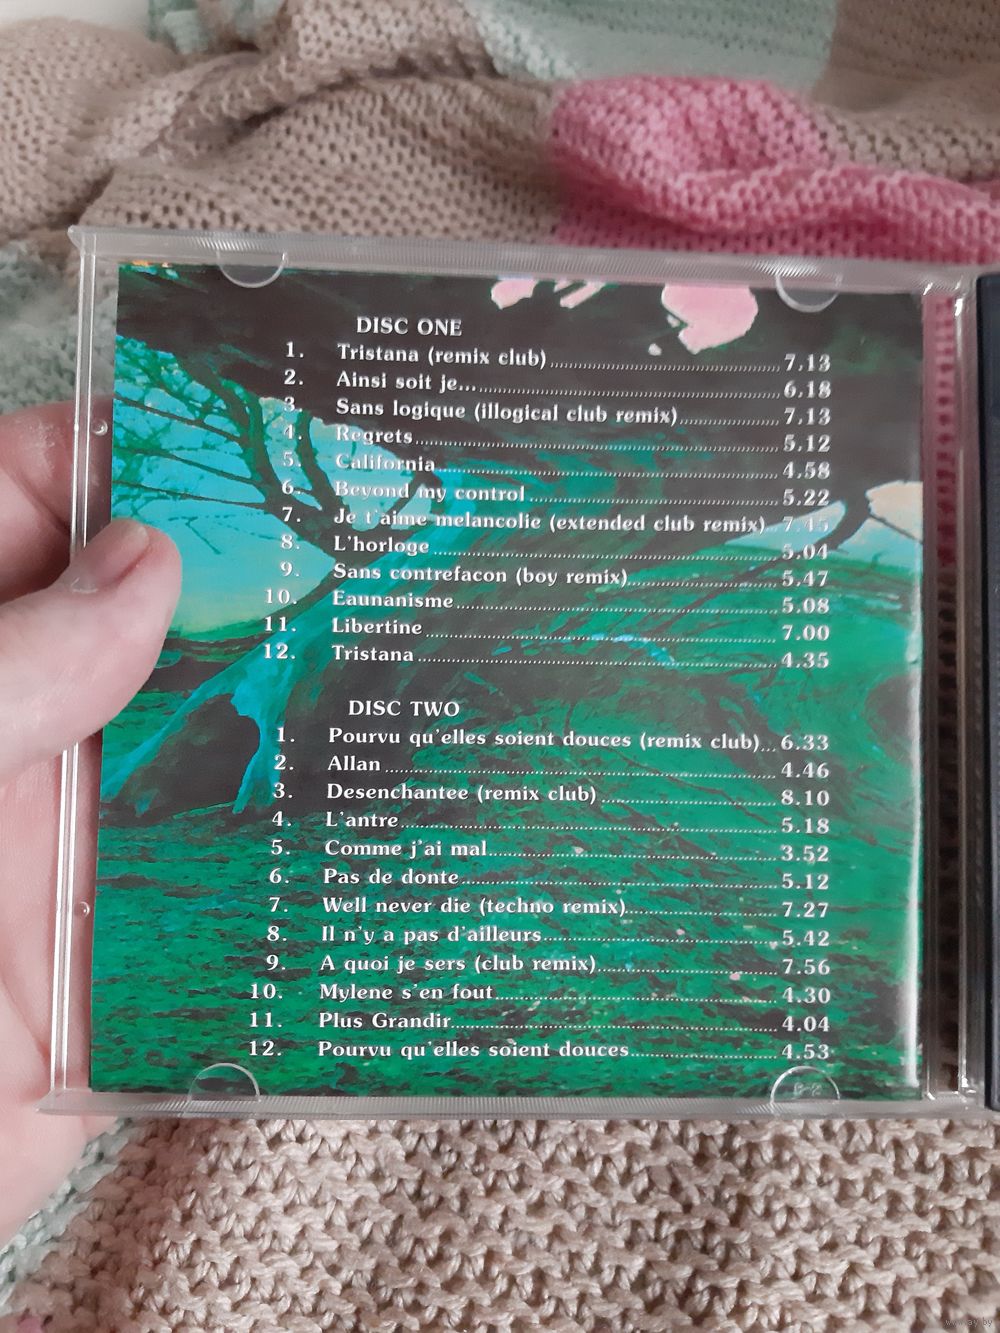 DISC ONE
1. Tristana (remix club)........7.13
2. Ainsi soit je...........6.18
3. Sans logique (illogical club remix)........7.13
4. Regrets........5.12
5. California........4.58
6. Beyond my control........5.22
7. Je t'aime melancolie (extended club remix)...7.45
8. L'horloge........5.04
9. Sans contrefacon (boy remix)........5.47
10. Eaunanisme........5.08
11. Libertine........7.00
12. Tristana........4.35
DISC TWO
1. Pourvu qu'elles soient douces (remix club)...6.33
2. Allan........4.46
3. Desenchantee (remix club)........8.10
4. L'antre........5.18
5. Comme j'ai mal........3.52
6. Pas de donte........5.12
7. Well never die (techno remix)........7.27
8. Il n'y a pas d'ailleurs........5.42
9. A quoi je sers (club remix)........7.56
10. Mylene s'en fout........4.30
11. Plus Grandir........4.04
12. Pourvu qu'elles soient douces........4.53
www.ay.by